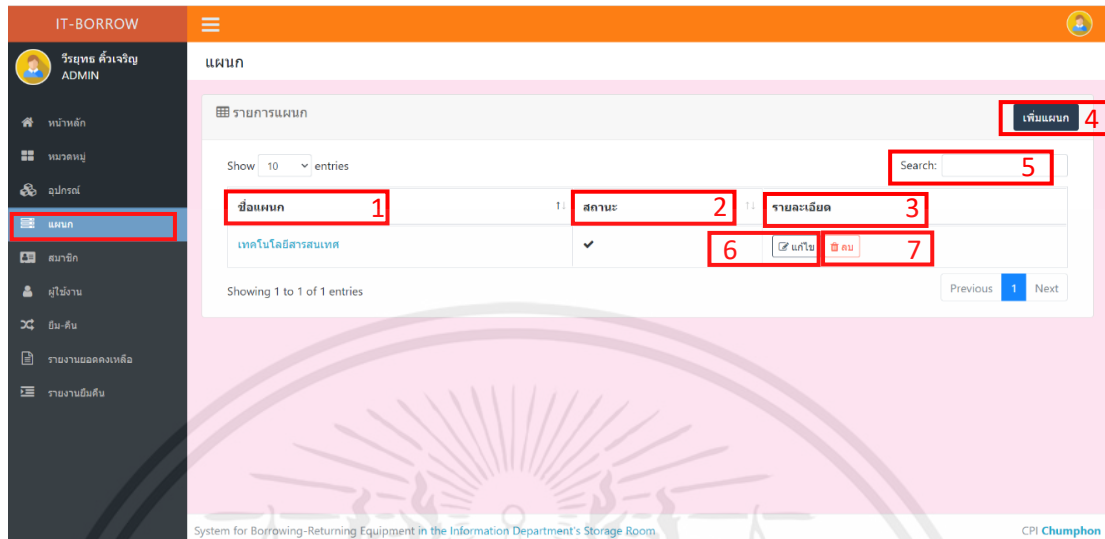 IT-BORROW
วีรยุทธ คิ้วเจริญ
ADMIN
หน้าหลัก
หมวดหมู่
อุปกรณ์
แผนก
สมาชิก
ผู้ใช้งาน
ยืม-คืน
รายงานยอดคงเหลือ
รายงานยืมคืน
แผนก
รายการแผนก
เพิ่มแผนก 4
Show 10 entries
Search: 5
ชื่อแผนก 1 สถานะ 2 รายละเอียด 3
เทคโนโลยีสารสนเทศ ✔ 6 แก้ไข ลบ 7
Showing 1 to 1 of 1 entries
Previous 1 Next
System for Borrowing-Returning Equipment in the Information Department's Storage Room
CPI Chumphon